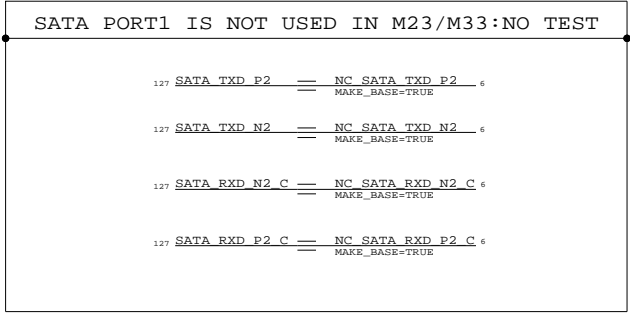 SATA PORT1 IS NOT USED IN M23/M33:NO TEST
127 SATA_TXD_P2 NC_SATA_TXD_P2 6
MAKE_BASE=TRUE
127 SATA_TXD_N2 NC_SATA_TXD_N2 6
MAKE_BASE=TRUE
127 SATA_RXD_N2_C NC_SATA_RXD_N2_C 6
MAKE_BASE=TRUE
127 SATA_RXD_P2_C NC_SATA_RXD_P2_C 6
MAKE_BASE=TRUE